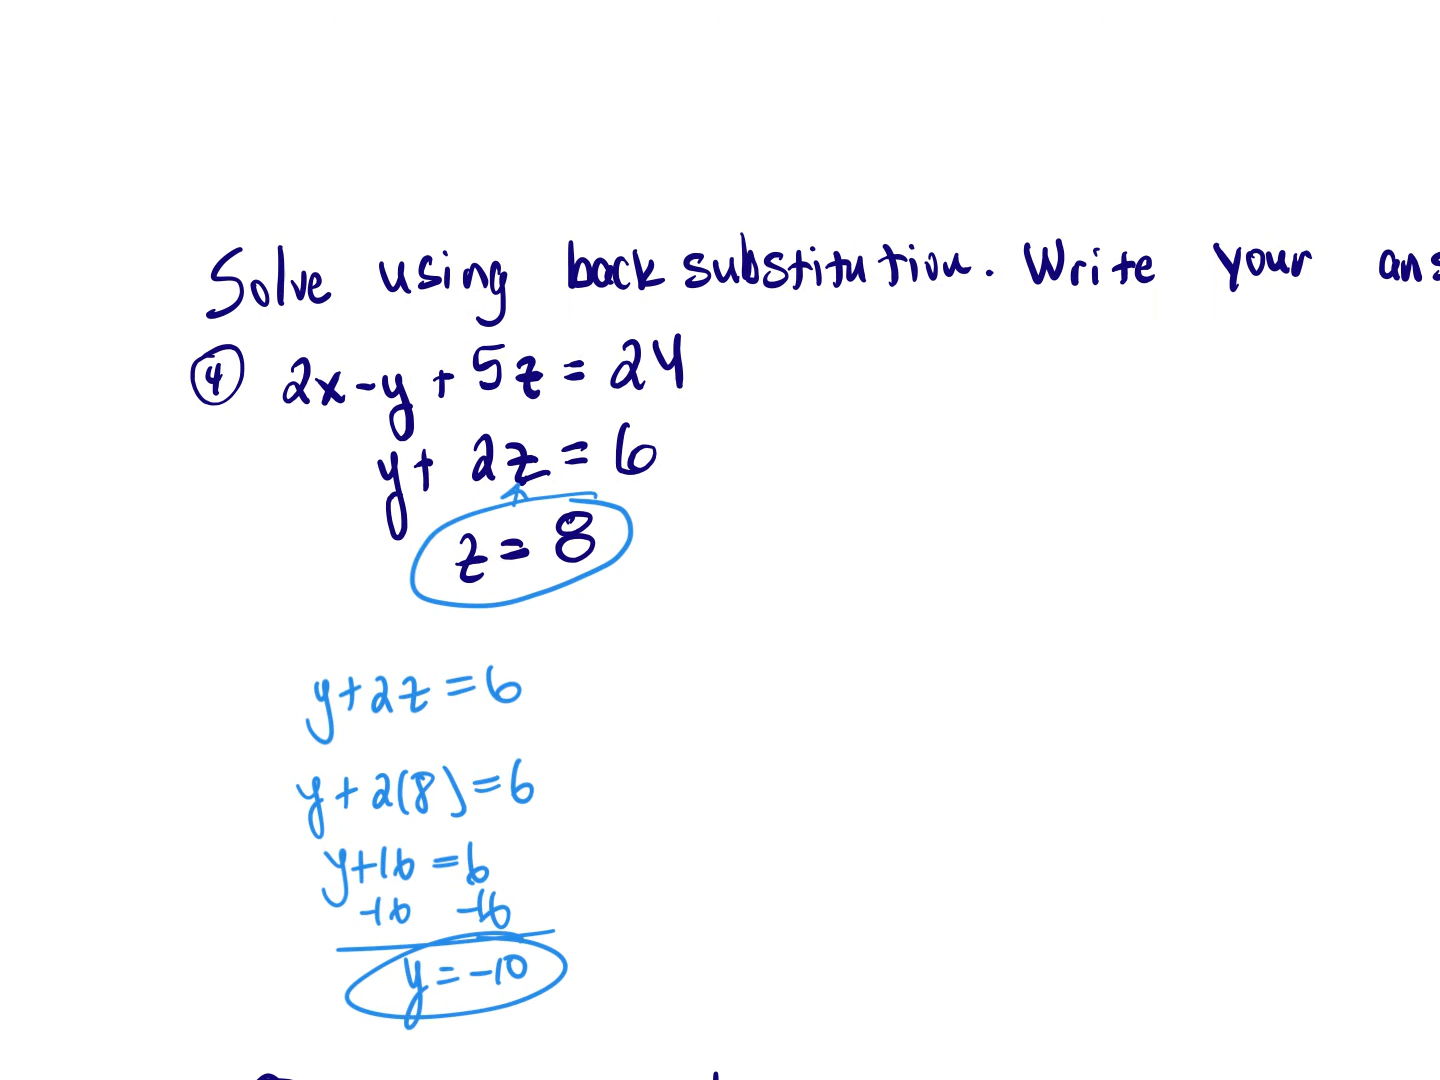 Solve using back substitution. Write your ans
④ 2x-y + 5z = 24
y + 2z = 6
z = 8
y+2z = 6
y + 2(8) = 6
y+16 = 6
-16 -16
y = -10